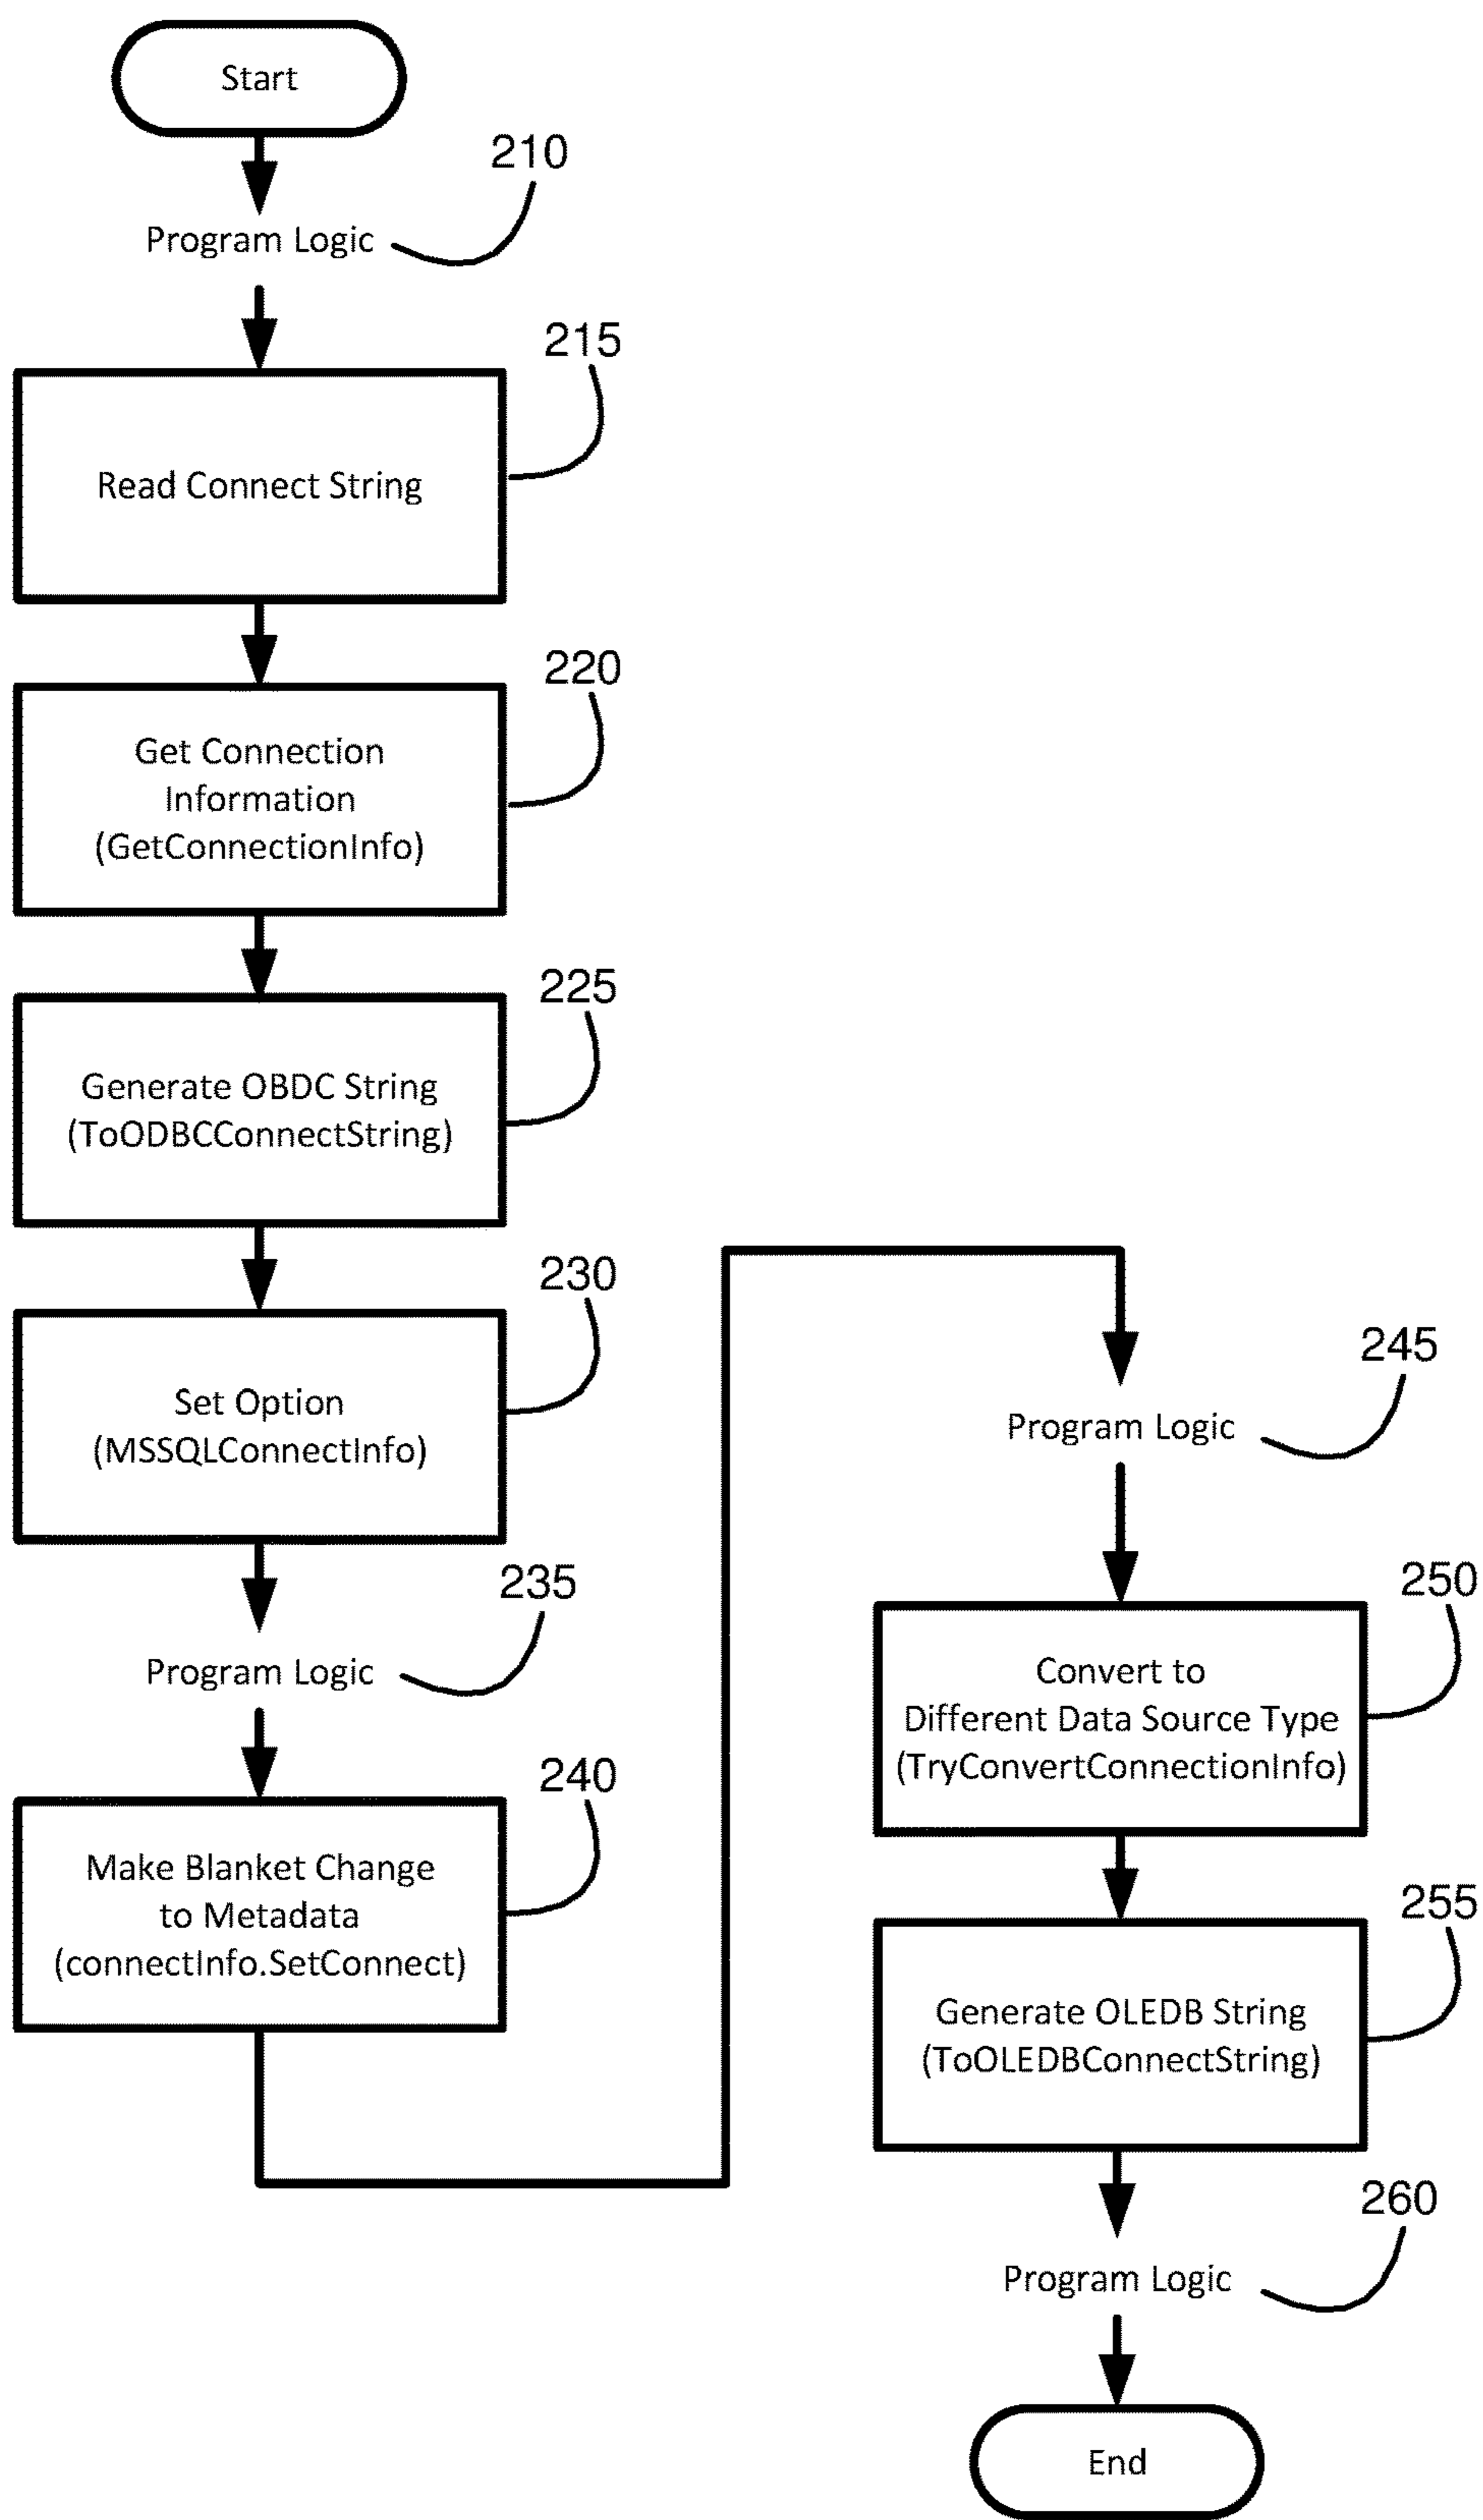 Start
210
Program Logic
215
Read Connect String
220
Get Connection
Information
(GetConnectionInfo)
225
Generate OBDC String
(ToODBCConnectString)
230
Set Option
(MSSQLConnectInfo)
235
Program Logic
240
Make Blanket Change
to Metadata
(connectInfo.SetConnect)
245
Program Logic
250
Convert to
Different Data Source Type
(TryConvertConnectionInfo)
255
Generate OLEDB String
(ToOLEDBConnectString)
260
Program Logic
End